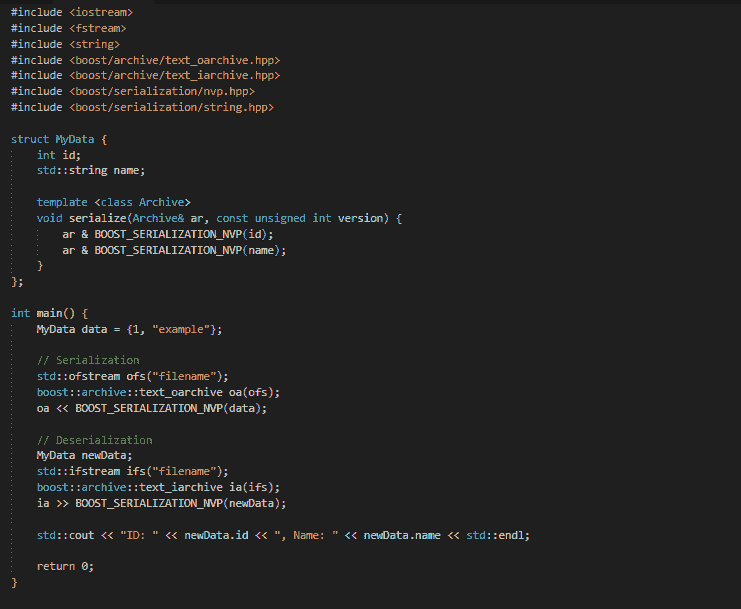 #include <iostream>
#include <fstream>
#include <string>
#include <boost/archive/text_oarchive.hpp>
#include <boost/archive/text_iarchive.hpp>
#include <boost/serialization/nvp.hpp>
#include <boost/serialization/string.hpp>

struct MyData {
    int id;
    std::string name;

    template <class Archive>
    void serialize(Archive& ar, const unsigned int version) {
        ar & BOOST_SERIALIZATION_NVP(id);
        ar & BOOST_SERIALIZATION_NVP(name);
    }
};

int main() {
    MyData data = {1, "example"};

    // Serialization
    std::ofstream ofs("filename");
    boost::archive::text_oarchive oa(ofs);
    oa << BOOST_SERIALIZATION_NVP(data);

    // Deserialization
    MyData newData;
    std::ifstream ifs("filename");
    boost::archive::text_iarchive ia(ifs);
    ia >> BOOST_SERIALIZATION_NVP(newData);

    std::cout << "ID: " << newData.id << ", Name: " << newData.name << std::endl;

    return 0;
}